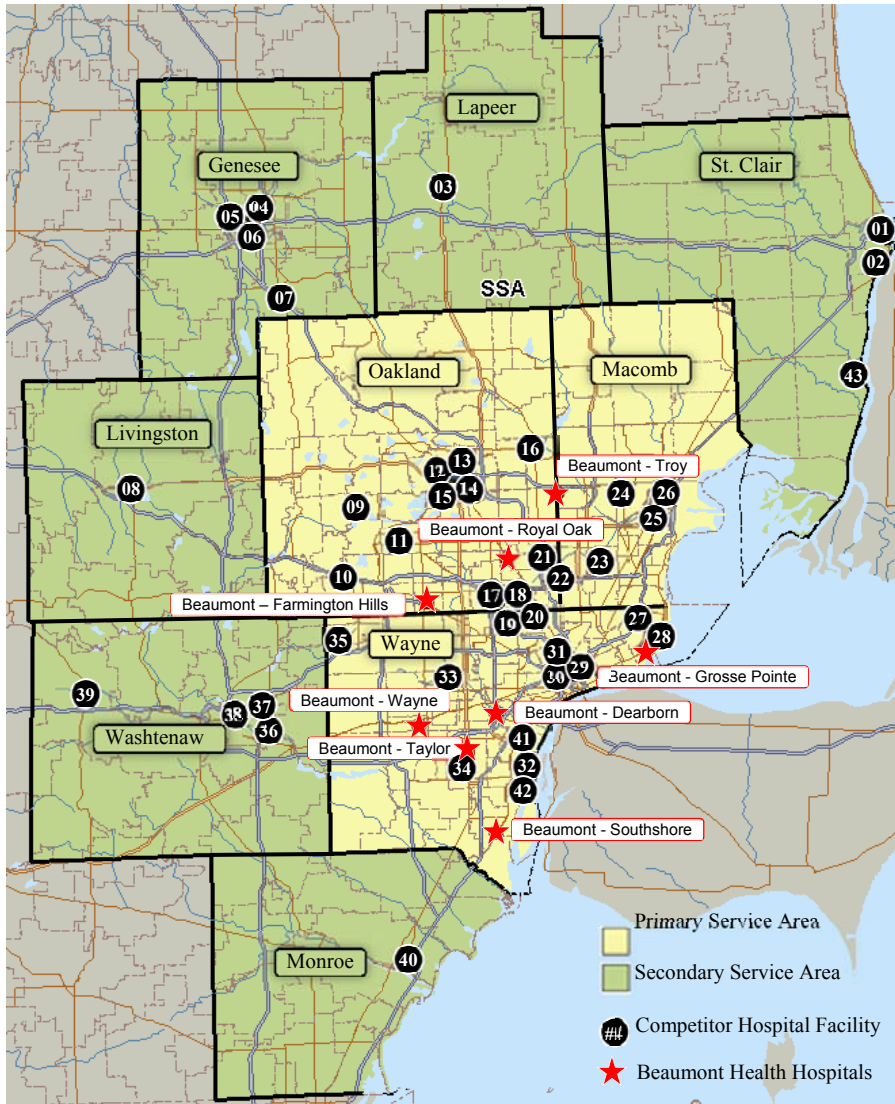 Lapeer
Genesee
St. Clair
03
04
05
06
01
02
07
SSA
Oakland
Macomb
43
Livingston
16
13
12
Beaumont - Troy
08
14
15
24
26
09
25
Beaumont - Royal Oak
11
21
23
10
22
17
18
Beaumont – Farmington Hills
19
20
27
35
Wayne
28
31
33
29
30
Beaumont - Grosse Pointe
39
Beaumont - Wayne
37
38
36
Beaumont - Dearborn
Washtenaw
41
Beaumont - Taylor
34
32
42
Beaumont - Southshore
Primary Service Area
Monroe
40
Secondary Service Area
## Competitor Hospital Facility
Beaumont Health Hospitals